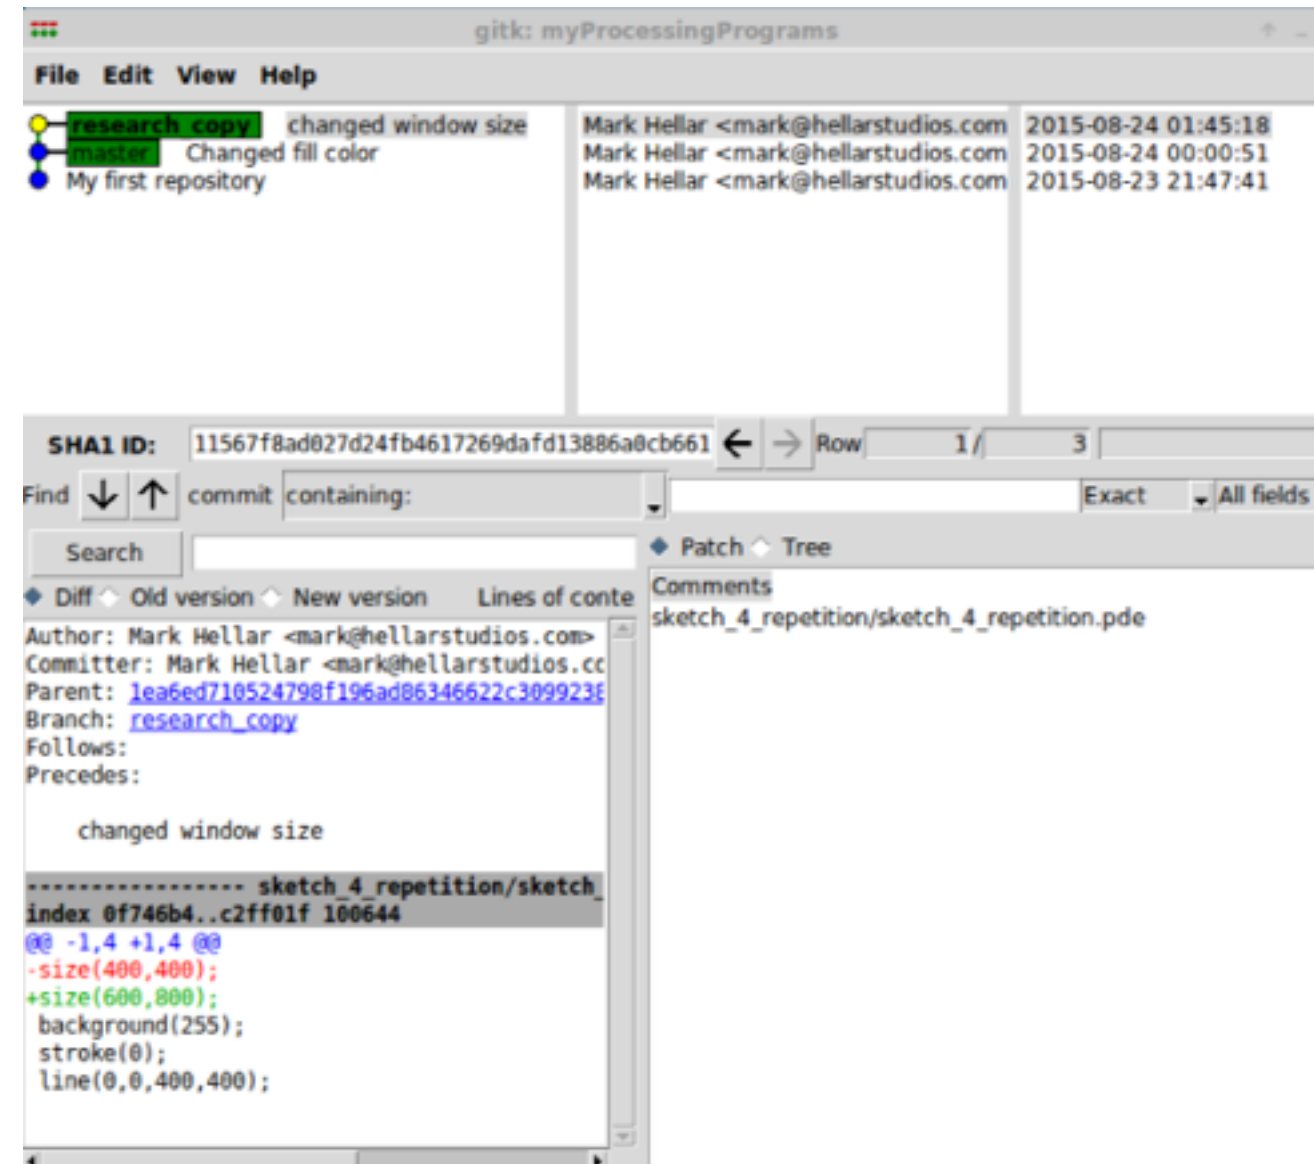 gitk: myProcessingPrograms
File Edit View Help
research_copy changed window size Mark Hellar <mark@hellarstudios.com 2015-08-24 01:45:18
master Changed fill color Mark Hellar <mark@hellarstudios.com 2015-08-24 00:00:51
My first repository Mark Hellar <mark@hellarstudios.com 2015-08-23 21:47:41
SHA1 ID: 11567f8ad027d24fb4617269dafd13886a0cb661 Row 1 / 3
Find commit containing: Exact All fields
Search
Patch Tree
Diff Old version New version Lines of conte
Comments
sketch_4_repetition/sketch_4_repetition.pde
Author: Mark Hellar <mark@hellarstudios.com>
Committer: Mark Hellar <mark@hellarstudios.cc
Parent: 1ea6ed710524798f196ad86346622c3099238
Branch: research_copy
Follows:
Precedes:
changed window size
----------------- sketch_4_repetition/sketch_
index 0f746b4..c2ff01f 100644
@@ -1,4 +1,4 @@
-size(400,400);
+size(600,800);
background(255);
stroke(0);
line(0,0,400,400);